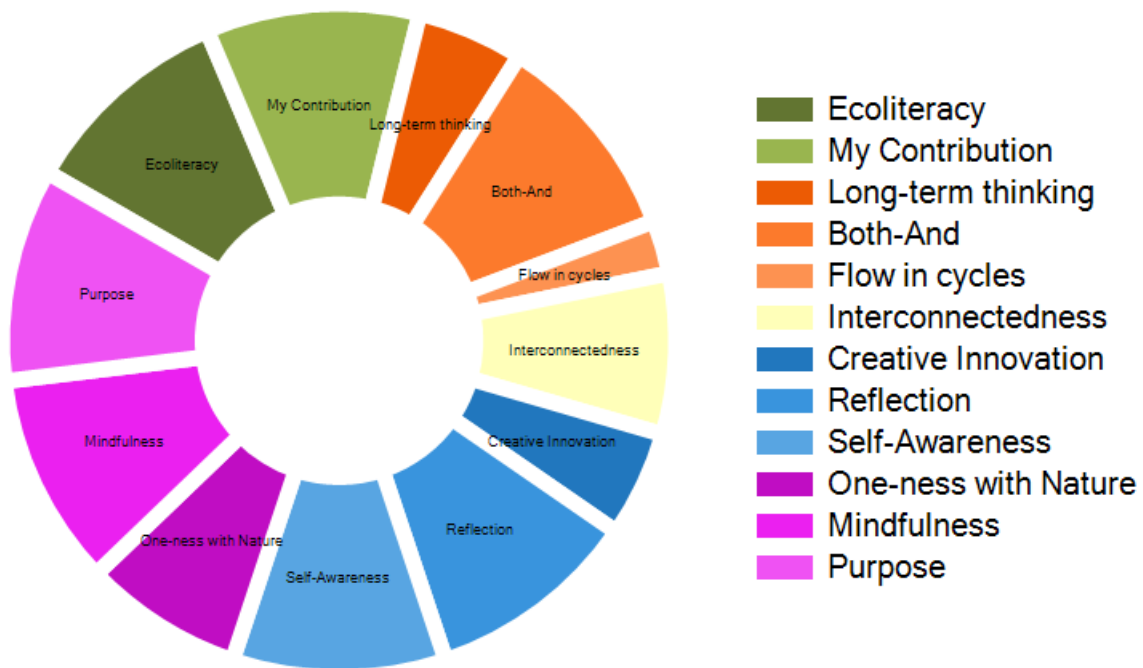 My Contribution
Long-term thinking
Ecoliteracy
Both-And
Flow in cycles
Purpose
Interconnectedness
Mindfulness
Creative Innovation
Reflection
One-ness with Nature
Self-Awareness
Ecoliteracy
My Contribution
Long-term thinking
Both-And
Flow in cycles
Interconnectedness
Creative Innovation
Reflection
Self-Awareness
One-ness with Nature
Mindfulness
Purpose